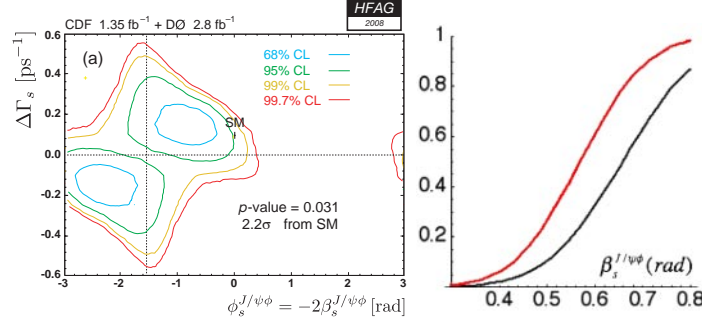 CDF 1.35 fb⁻¹ + DØ 2.8 fb⁻¹
HFAG
2008
ΔΓₛ [ps⁻¹]
(a)
68% CL
95% CL
99% CL
99.7% CL
SM
p-value = 0.031
2.2σ from SM
0.6
0.4
0.2
0.0
-0.2
-0.4
-0.6
-3 -2 -1 0 1 2 3
ϕₛ^{J/ψϕ} = −2βₛ^{J/ψϕ} [rad]
1
0.8
0.6
0.4
0.2
βₛ^{J/ψϕ} (rad)
0.4 0.5 0.6 0.7 0.8